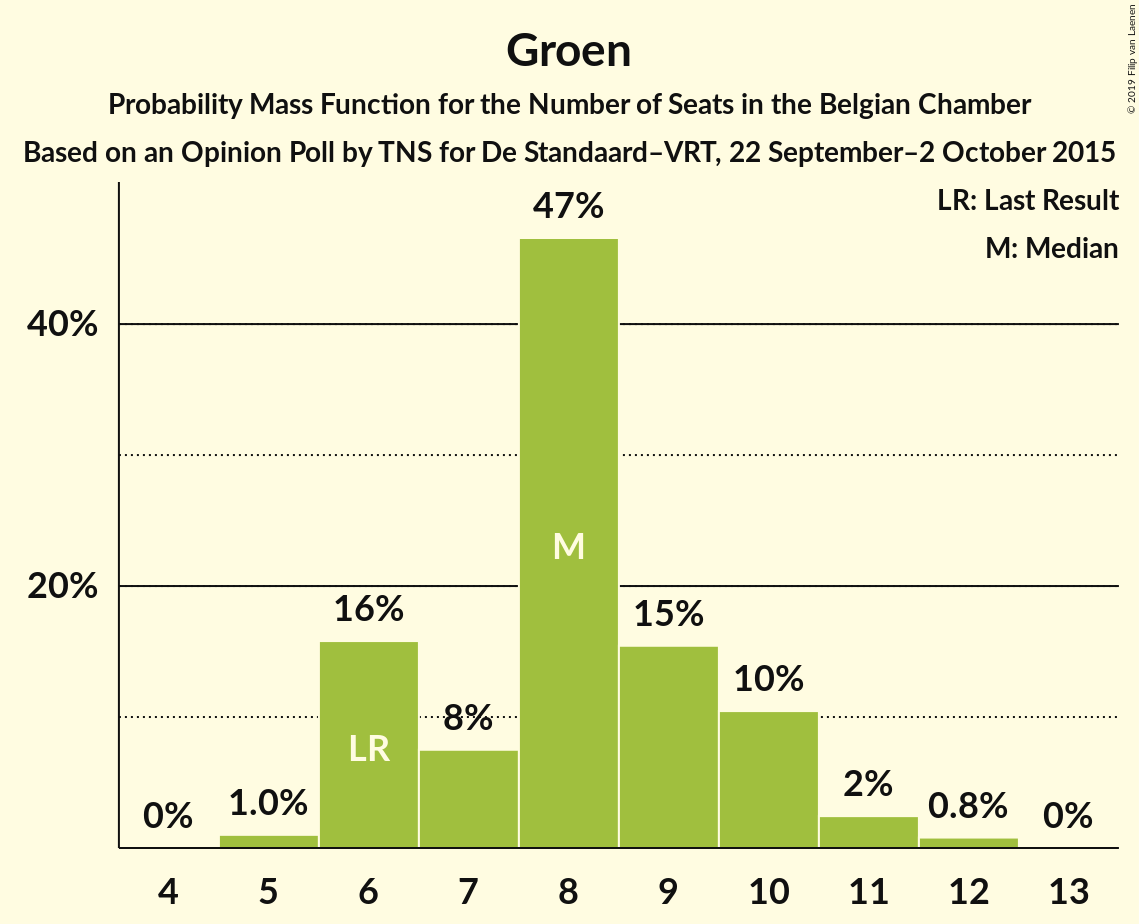 Groen
Probability Mass Function for the Number of Seats in the Belgian Chamber
Based on an Opinion Poll by TNS for De Standaard–VRT, 22 September–2 October 2015
© 2019 Filip van Laenen
LR: Last Result
M: Median
40%
20%
0%
1.0%
16%
8%
47%
15%
10%
2%
0.8%
0%
LR
M
4 5 6 7 8 9 10 11 12 13